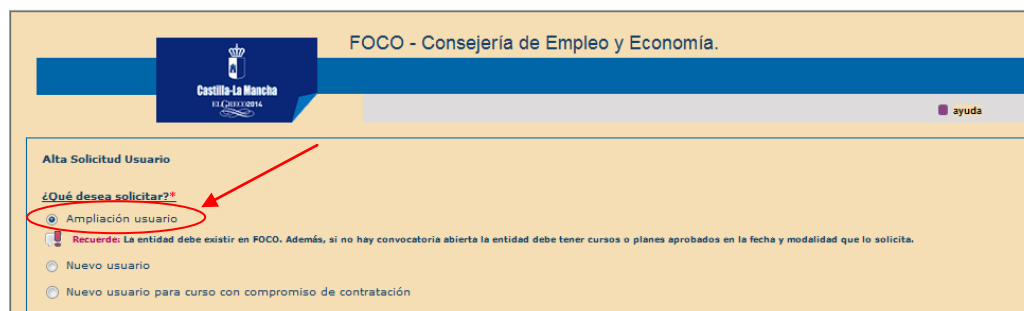 FOCO - Consejería de Empleo y Economía.
Castilla-La Mancha
EL GRECO2014
ayuda
Alta Solicitud Usuario
¿Qué desea solicitar?*
Ampliación usuario
Recuerde: La entidad debe existir en FOCO. Además, si no hay convocatoria abierta la entidad debe tener cursos o planes aprobados en la fecha y modalidad que lo solicita.
Nuevo usuario
Nuevo usuario para curso con compromiso de contratación